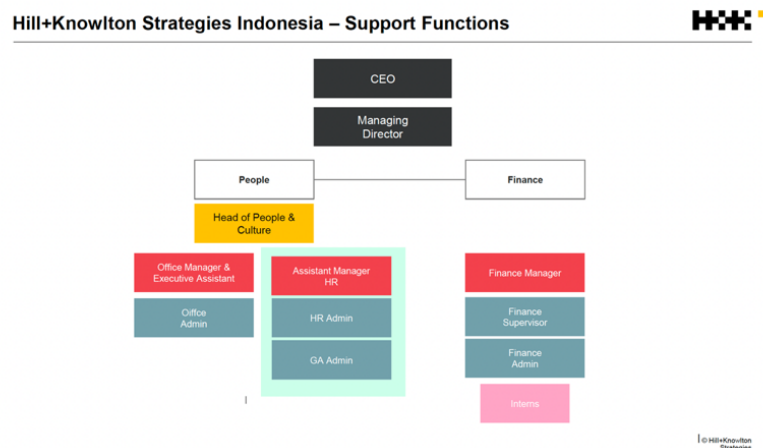 Hill+Knowlton Strategies Indonesia – Support Functions
H+K
CEO
Managing
Director
People
Finance
Head of People &
Culture
Office Manager &
Executive Assistant
Assistant Manager
HR
Finance Manager
Oiffce
Admin
HR Admin
Finance
Supervisor
GA Admin
Finance
Admin
Interns
© Hill+Knowlton
Strategies